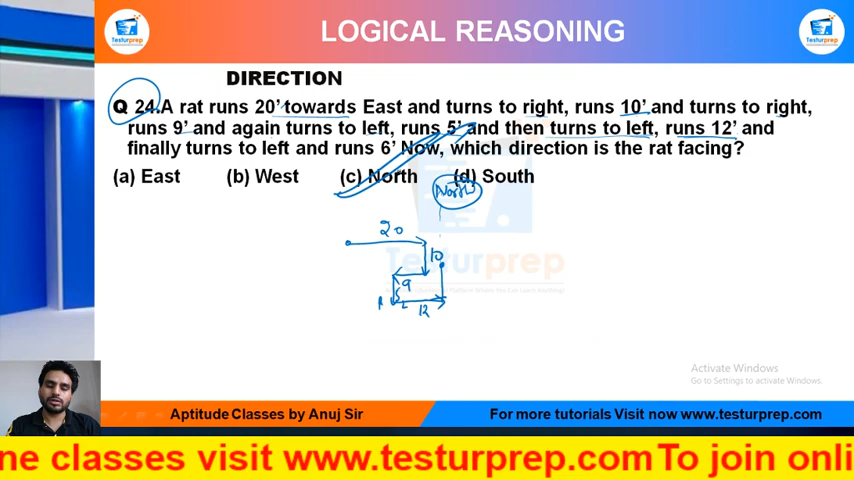 Testurprep
LOGICAL REASONING
Testurprep
DIRECTION
Q 24.A rat runs 20’ towards East and turns to right, runs 10’ and turns to right,
runs 9’ and again turns to left, runs 5’ and then turns to left, runs 12’ and
finally turns to left and runs 6’ Now, which direction is the rat facing?
(a) East (b) West (c) North (d) South
North
20
10
Testurprep
9
12
Activate Windows
Go to Settings to activate Windows.
Aptitude Classes by Anuj Sir
For more tutorials Visit now www.testurprep.com
ne classes visit www.testurprep.com To join onli